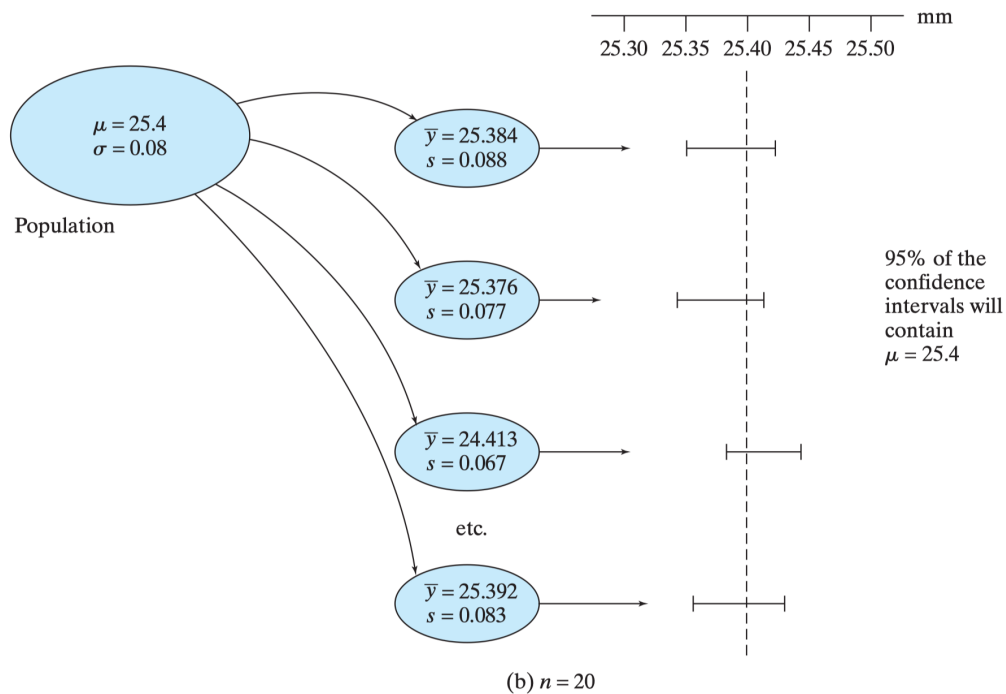 mm
25.30 25.35 25.40 25.45 25.50
μ = 25.4
σ = 0.08
Population
y̅ = 25.384
s = 0.088
y̅ = 25.376
s = 0.077
y̅ = 24.413
s = 0.067
etc.
y̅ = 25.392
s = 0.083
95% of the
confidence
intervals will
contain
μ = 25.4
(b) n = 20